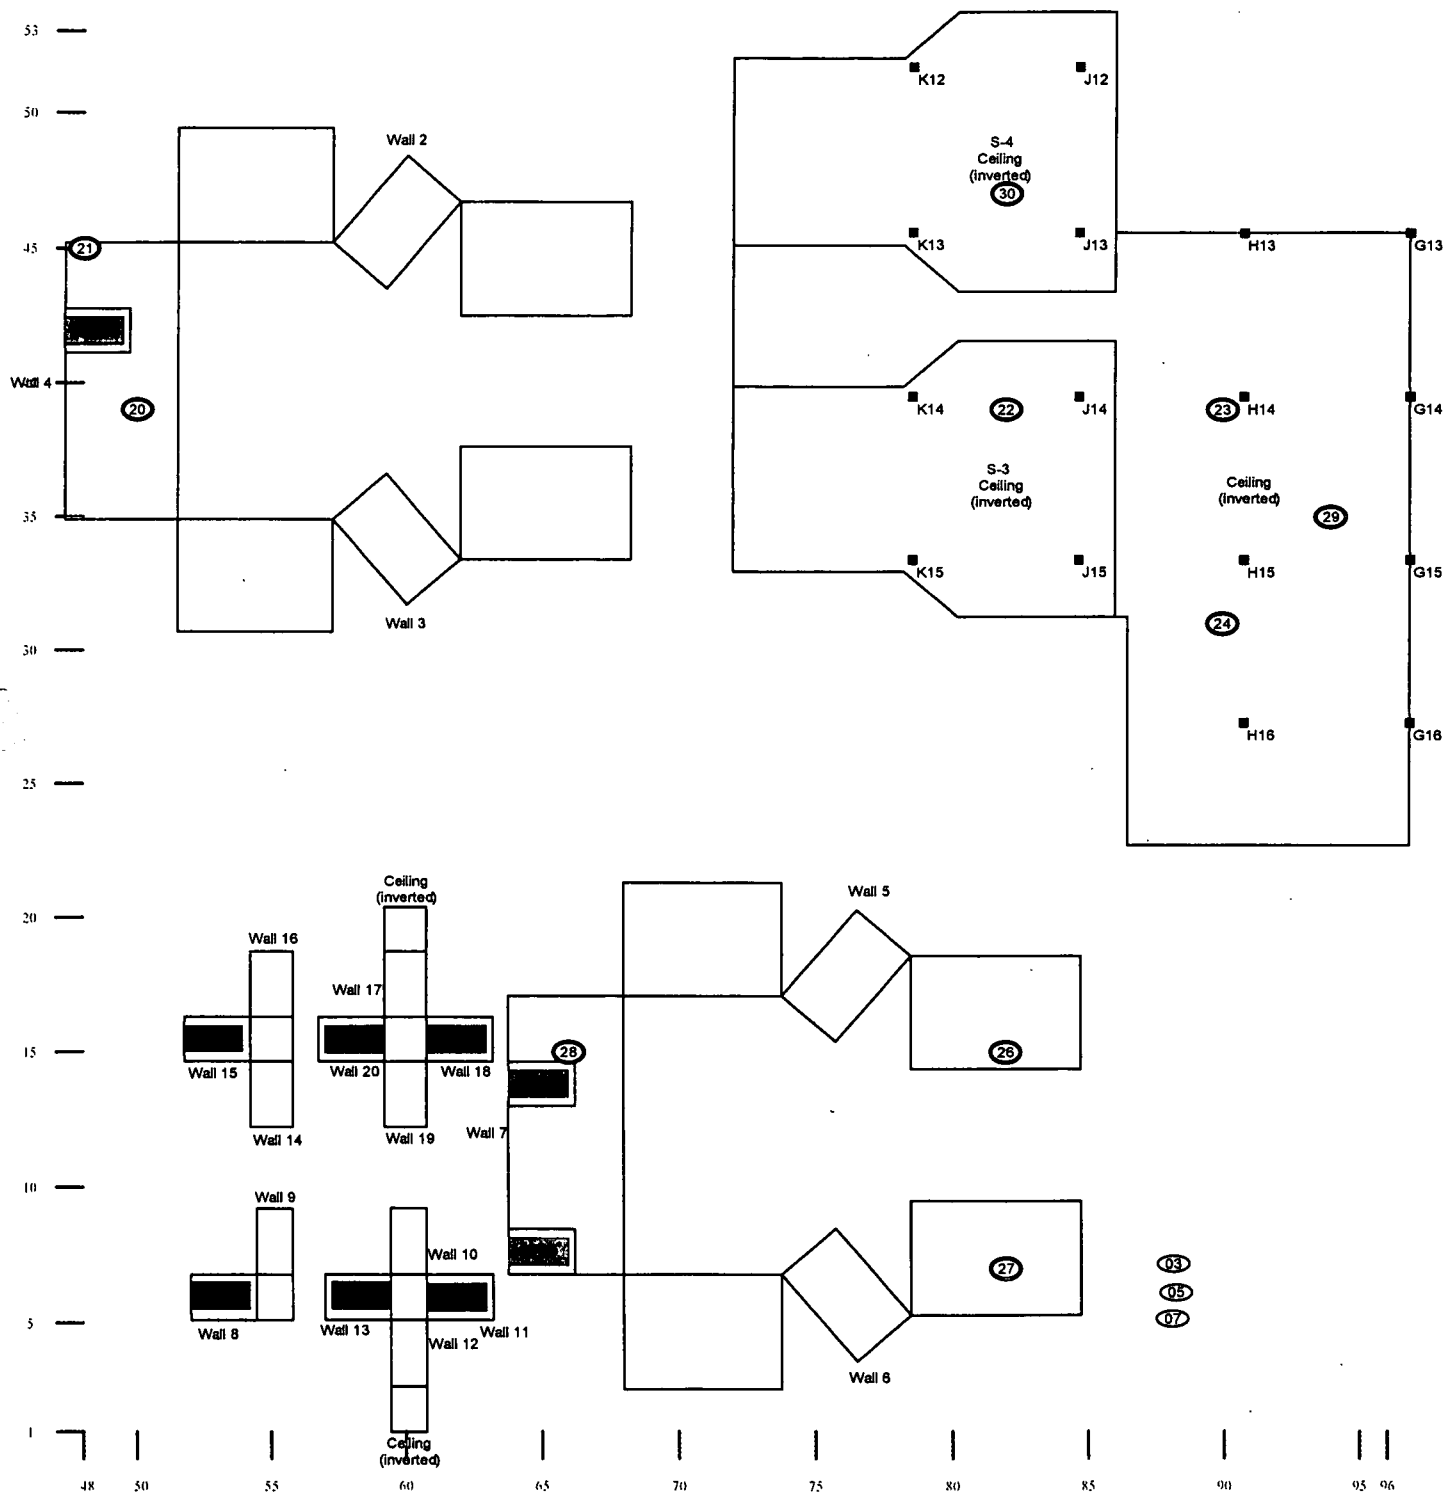 53
K12
J12
50
Wall 2
S-4
Ceiling
(inverted)
30
45
21
K13
J13
H13
G13
Wall 4
20
K14
22
J14
23
H14
G14
S-3
Ceiling
(inverted)
Ceiling
(inverted)
35
29
K15
J15
H15
G15
Wall 3
24
30
H16
G16
25
Ceiling
(inverted)
Wall 5
20
Wall 16
Wall 17
15
28
26
Wall 15
Wall 20
Wall 18
Wall 7
Wall 14
Wall 19
10
Wall 9
Wall 10
27
03
05
07
5
Wall 8
Wall 13
Wall 11
Wall 12
Wall 6
1
Ceiling
(inverted)
48 50 55 60 65 70 75 80 85 90 95 96